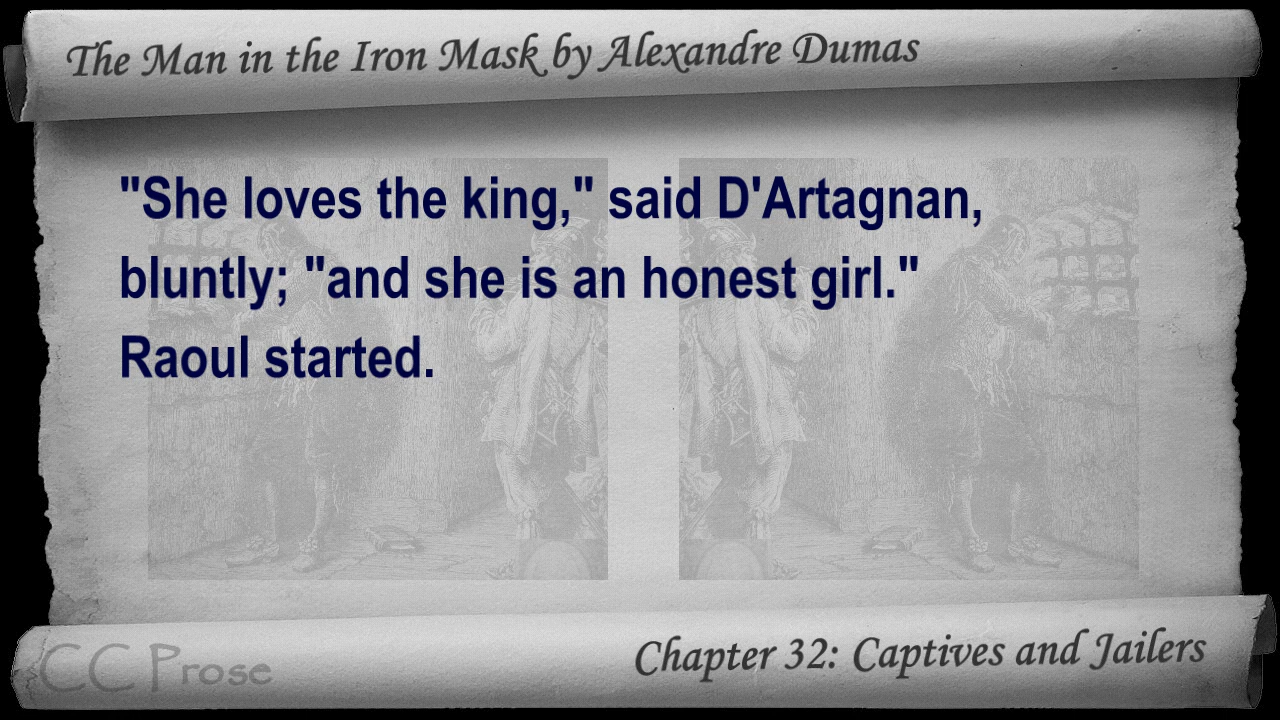 The Man in the Iron Mask by Alexandre Dumas
"She loves the king," said D'Artagnan,
bluntly; "and she is an honest girl."
Raoul started.
CC Prose
Chapter 32: Captives and Jailers